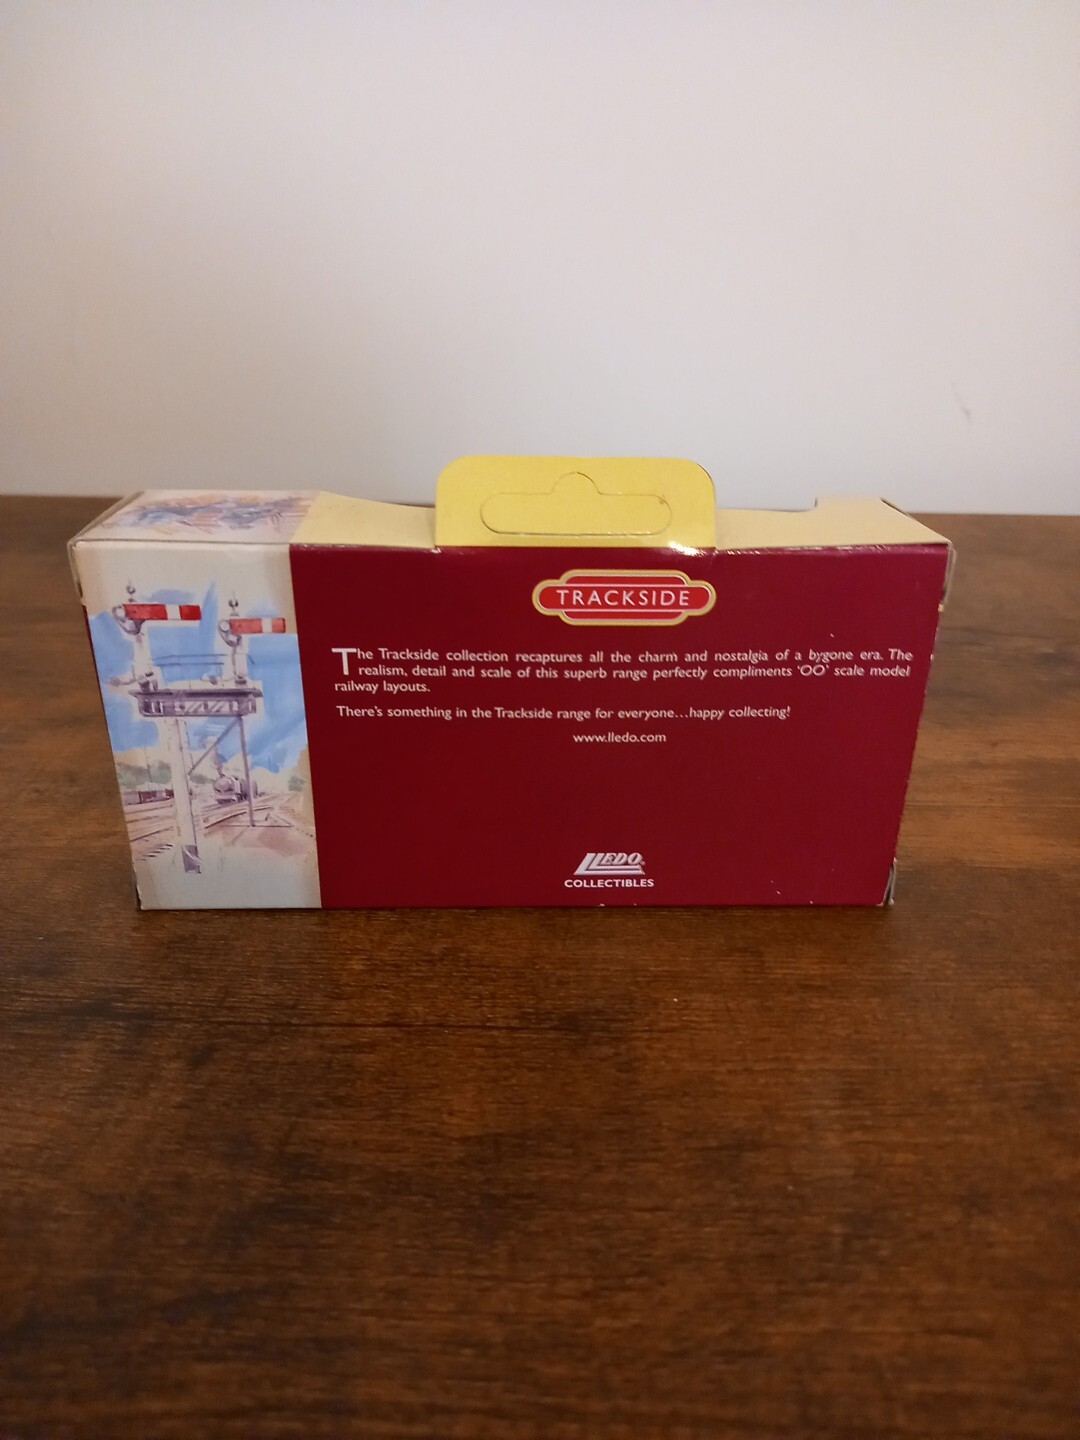 TRACKSIDE
The Trackside collection recaptures all the charm and nostalgia of a bygone era. The
realism, detail and scale of this superb range perfectly compliments 'OO' scale model
railway layouts.
There's something in the Trackside range for everyone...happy collecting!
www.lledo.com
LLEDO
COLLECTIBLES